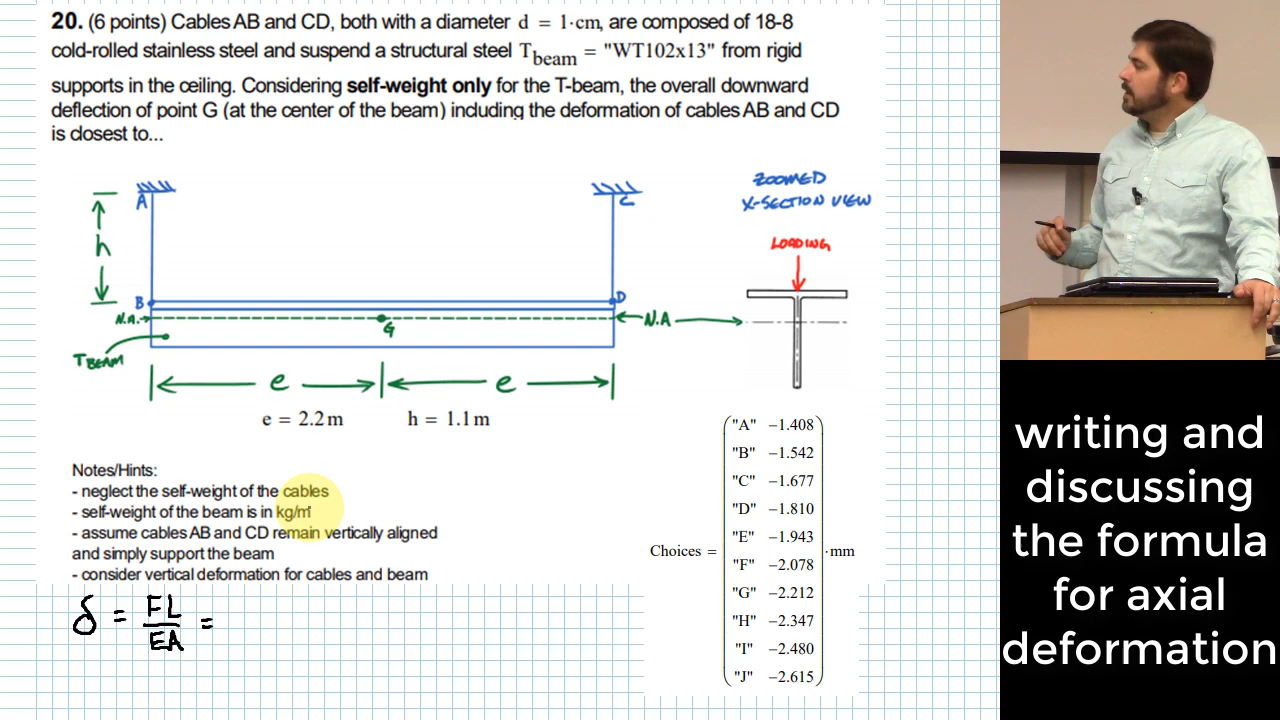 20. (6 points) Cables AB and CD, both with a diameter d = 1·cm, are composed of 18-8
cold-rolled stainless steel and suspend a structural steel T_beam = "WT102x13" from rigid
supports in the ceiling. Considering self-weight only for the T-beam, the overall downward
deflection of point G (at the center of the beam) including the deformation of cables AB and CD
is closest to...
ZOOMED
X-SECTION VIEW
A
C
h
LOADING
B
D
N.A.
G
N.A
T BEAM
e
e
e = 2.2 m
h = 1.1 m
Notes/Hints:
- neglect the self-weight of the cables
- self-weight of the beam is in kg/m
- assume cables AB and CD remain vertically aligned
and simply support the beam
- consider vertical deformation for cables and beam
Choices =
"A" −1.408
"B" −1.542
"C" −1.677
"D" −1.810
"E" −1.943
"F" −2.078
"G" −2.212
"H" −2.347
"I" −2.480
"J" −2.615
·mm
δ = FL/EA =
writing and
discussing
the formula
for axial
deformation